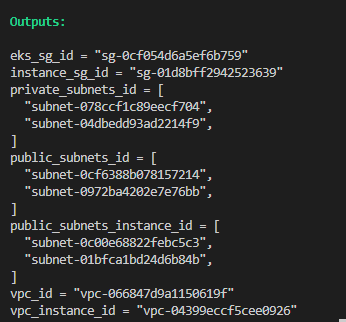 Outputs:
eks_sg_id = "sg-0cf054d6a5ef6b759"
instance_sg_id = "sg-01d8bff2942523639"
private_subnets_id = [
  "subnet-078ccf1c89eecf704",
  "subnet-04dbedd93ad2214f9",
]
public_subnets_id = [
  "subnet-0cf6388b078157214",
  "subnet-0972ba4202e7e76bb",
]
public_subnets_instance_id = [
  "subnet-0c00e68822febc5c3",
  "subnet-01bfca1bd24d6b84b",
]
vpc_id = "vpc-066847d9a1150619f"
vpc_instance_id = "vpc-04399eccf5cee0926"